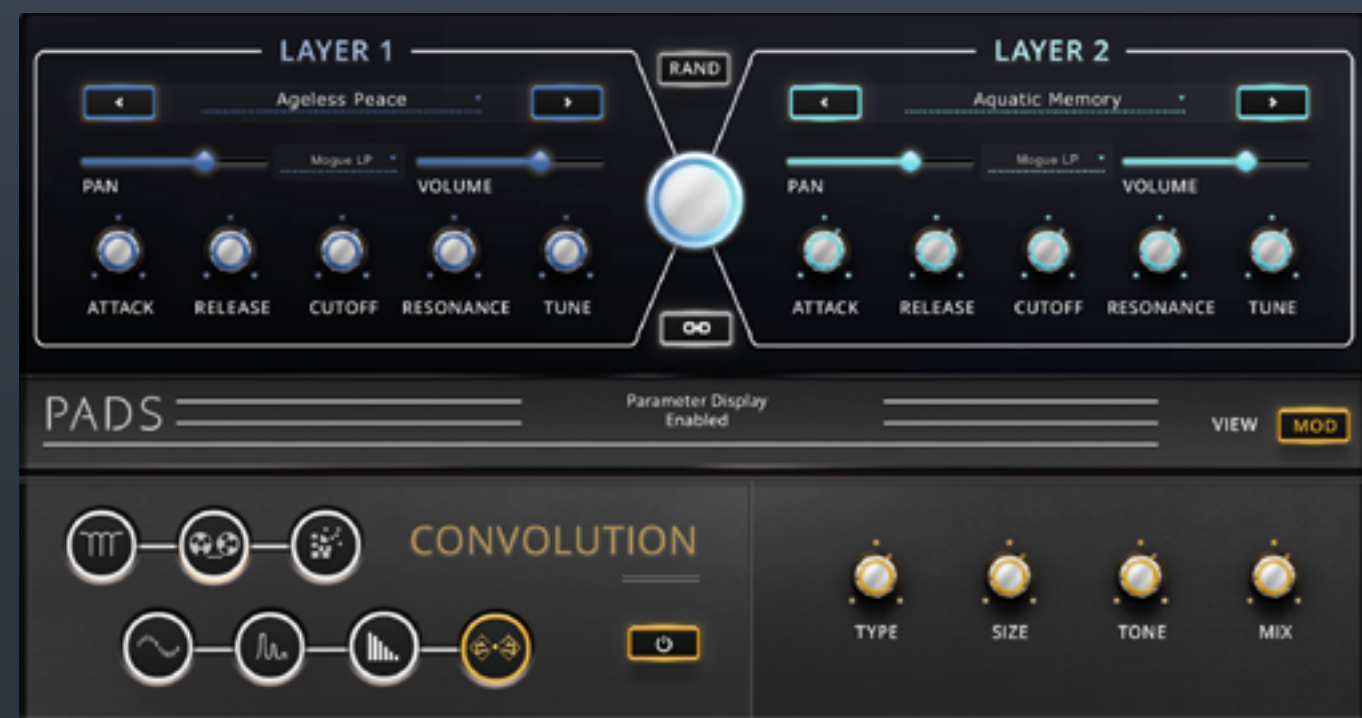 LAYER 1
Ageless Peace
Mogue LP
PAN
VOLUME
ATTACK RELEASE CUTOFF RESONANCE TUNE
RAND
LAYER 2
Aquatic Memory
Mogue LP
PAN
VOLUME
ATTACK RELEASE CUTOFF RESONANCE TUNE
PADS
Parameter Display
Enabled
VIEW MOD
CONVOLUTION
TYPE SIZE TONE MIX